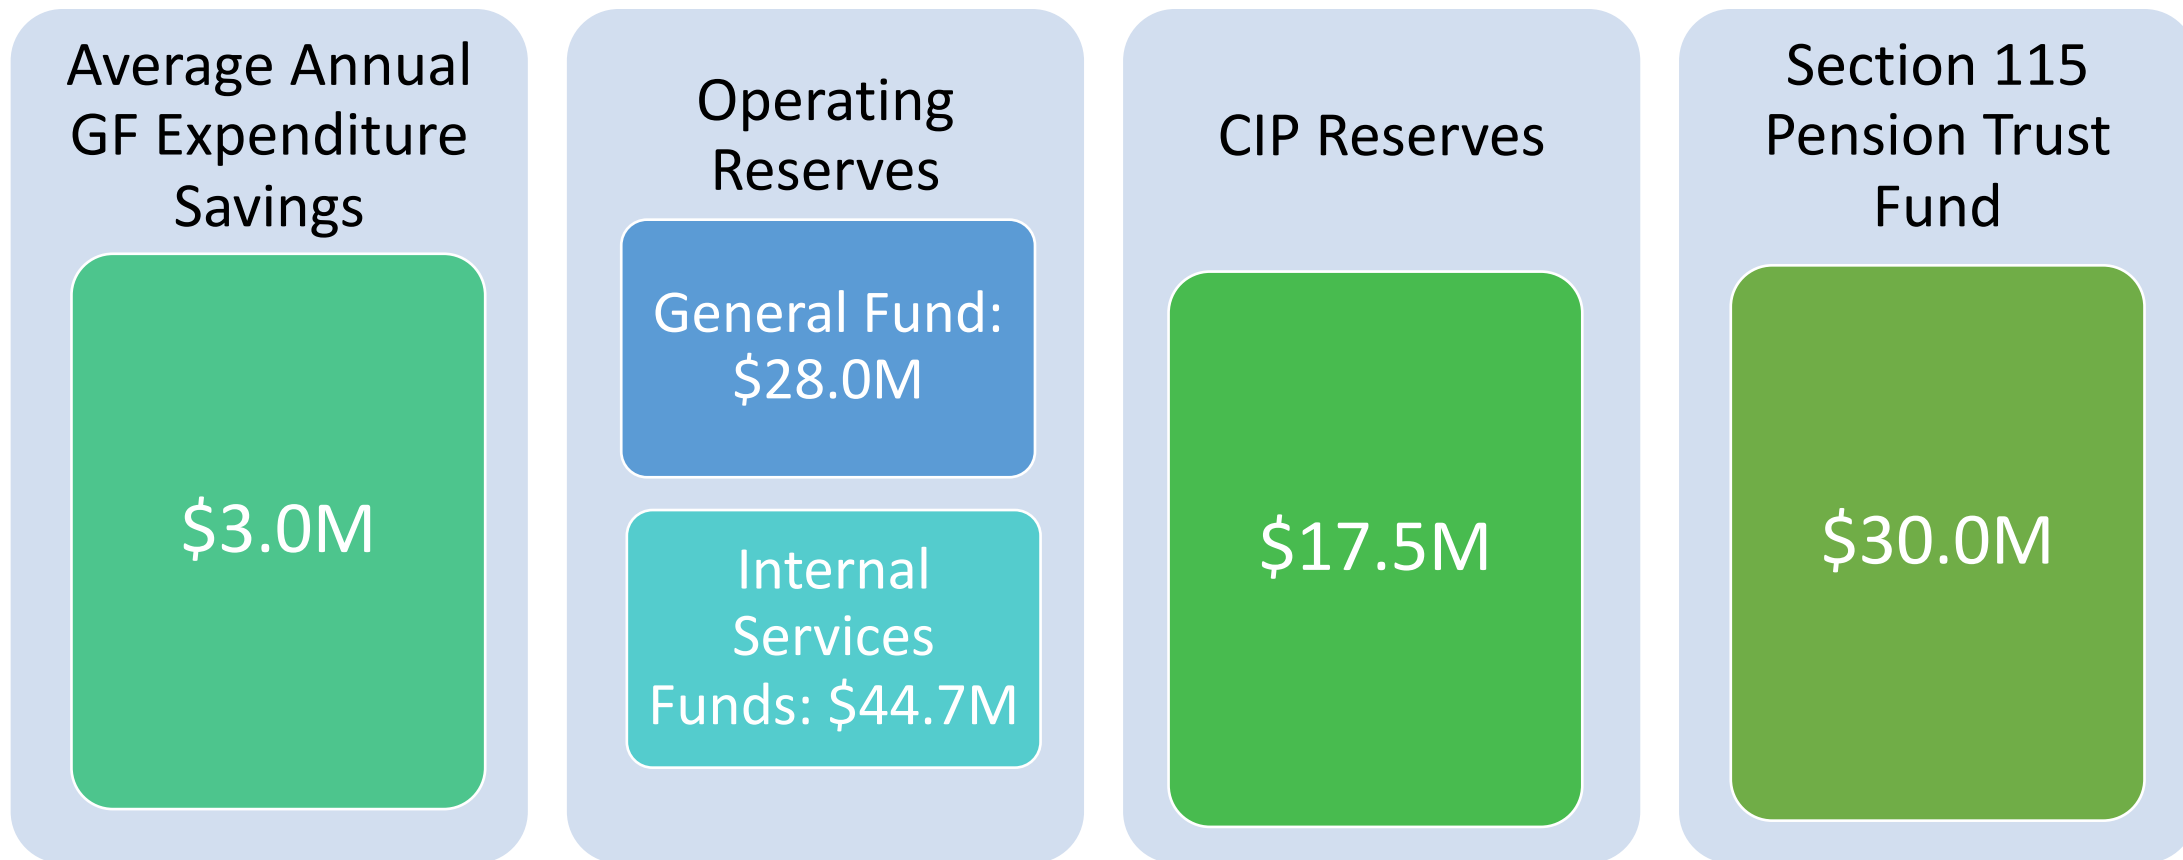 Average Annual
GF Expenditure
Savings
$3.0M
Operating
Reserves
General Fund:
$28.0M
Internal
Services
Funds: $44.7M
CIP Reserves
$17.5M
Section 115
Pension Trust
Fund
$30.0M